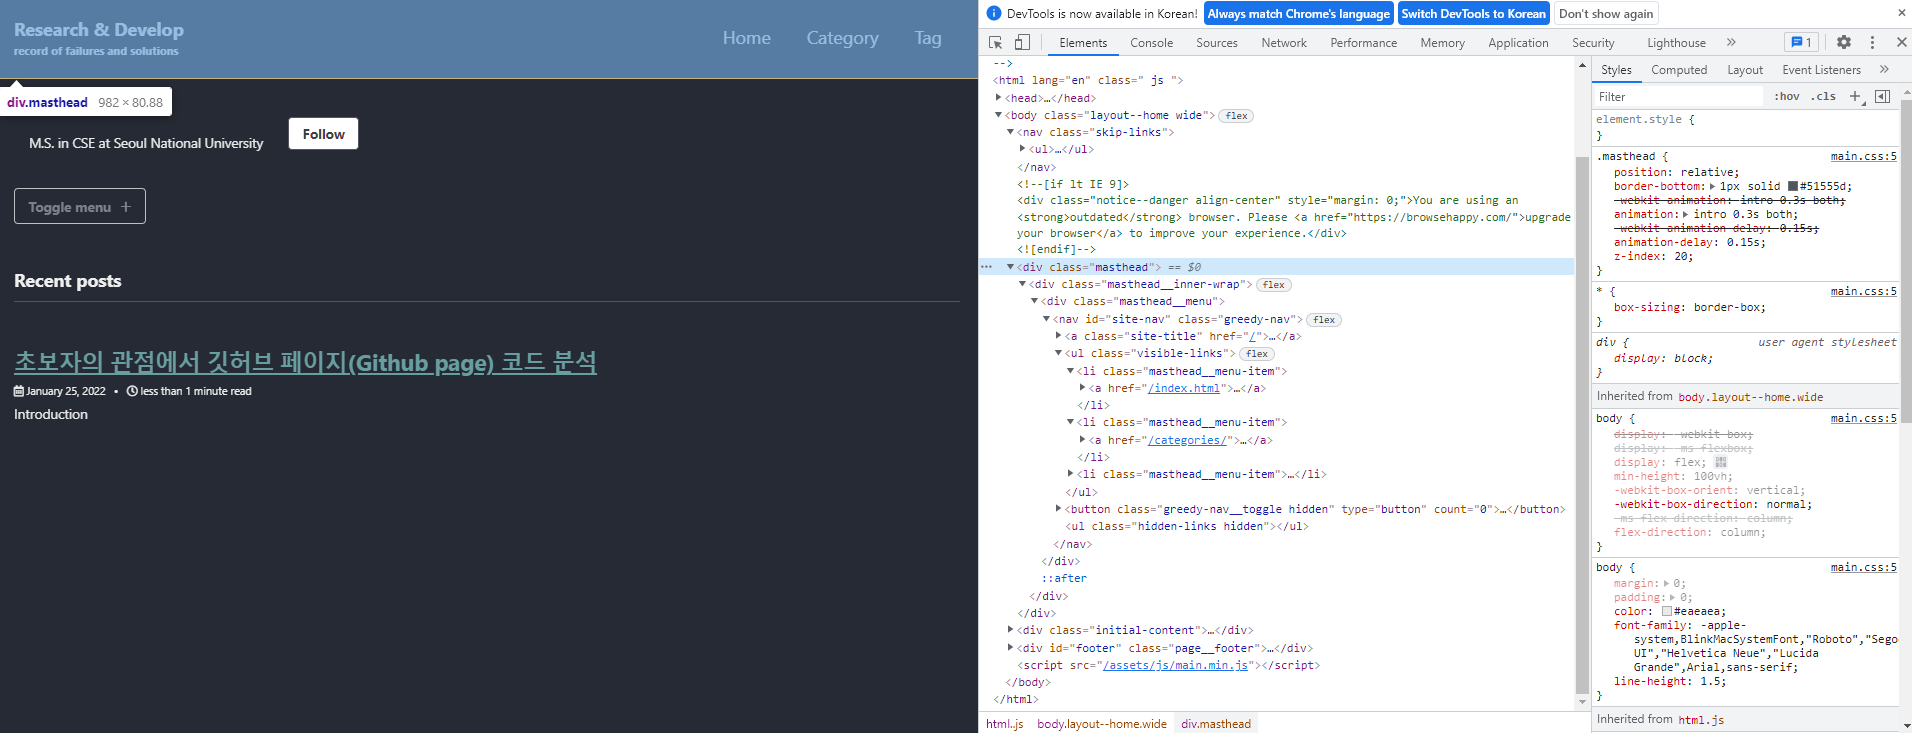 Research & Develop
record of failures and solutions
Home Category Tag
div.masthead 982 × 80.88
M.S. in CSE at Seoul National University
Follow
Toggle menu
Recent posts
초보자의 관점에서 깃허브 페이지(Github page) 코드 분석
January 25, 2022 • less than 1 minute read
Introduction
DevTools is now available in Korean! Always match Chrome's language Switch DevTools to Korean Don't show again
Elements Console Sources Network Performance Memory Application Security Lighthouse 1
-->
<html lang="en" class=" js ">
<head>…</head>
<body class="layout--home wide"> flex
<nav class="skip-links">
<ul>…</ul>
</nav>
<!--[if lt IE 9]>
<div class="notice--danger align-center" style="margin: 0;">You are using an
<strong>outdated</strong> browser. Please <a href="https://browsehappy.com/">upgrade
your browser</a> to improve your experience.</div>
<![endif]-->
<div class="masthead"> == $0
<div class="masthead__inner-wrap"> flex
<div class="masthead__menu">
<nav id="site-nav" class="greedy-nav"> flex
<a class="site-title" href="/">…</a>
<ul class="visible-links"> flex
<li class="masthead__menu-item">
<a href="/index.html">…</a>
</li>
<li class="masthead__menu-item">
<a href="/categories/">…</a>
</li>
<li class="masthead__menu-item">…</li>
</ul>
<button class="greedy-nav__toggle hidden" type="button" count="0">…</button>
<ul class="hidden-links hidden"></ul>
</nav>
</div>
::after
</div>
</div>
<div class="initial-content">…</div>
<div id="footer" class="page__footer">…</div>
<script src="/assets/js/main.min.js"></script>
</body>
</html>
html.js body.layout--home.wide div.masthead
Styles Computed Layout Event Listeners
Filter :hov .cls
element.style {
}
.masthead { main.css:5
position: relative;
border-bottom: 1px solid #51555d;
-webkit-animation: intro 0.3s both;
animation: intro 0.3s both;
-webkit-animation-delay: 0.15s;
animation-delay: 0.15s;
z-index: 20;
}
* { main.css:5
box-sizing: border-box;
}
div { user agent stylesheet
display: block;
}
Inherited from body.layout--home.wide
body { main.css:5
display: -webkit-box;
display: -ms-flexbox;
display: flex;
min-height: 100vh;
-webkit-box-orient: vertical;
-webkit-box-direction: normal;
-ms-flex-direction: column;
flex-direction: column;
}
body { main.css:5
margin: 0;
padding: 0;
color: #eaeaea;
font-family: -apple-
system,BlinkMacSystemFont,"Roboto","Sego
UI","Helvetica Neue","Lucida
Grande",Arial,sans-serif;
line-height: 1.5;
}
Inherited from html.js